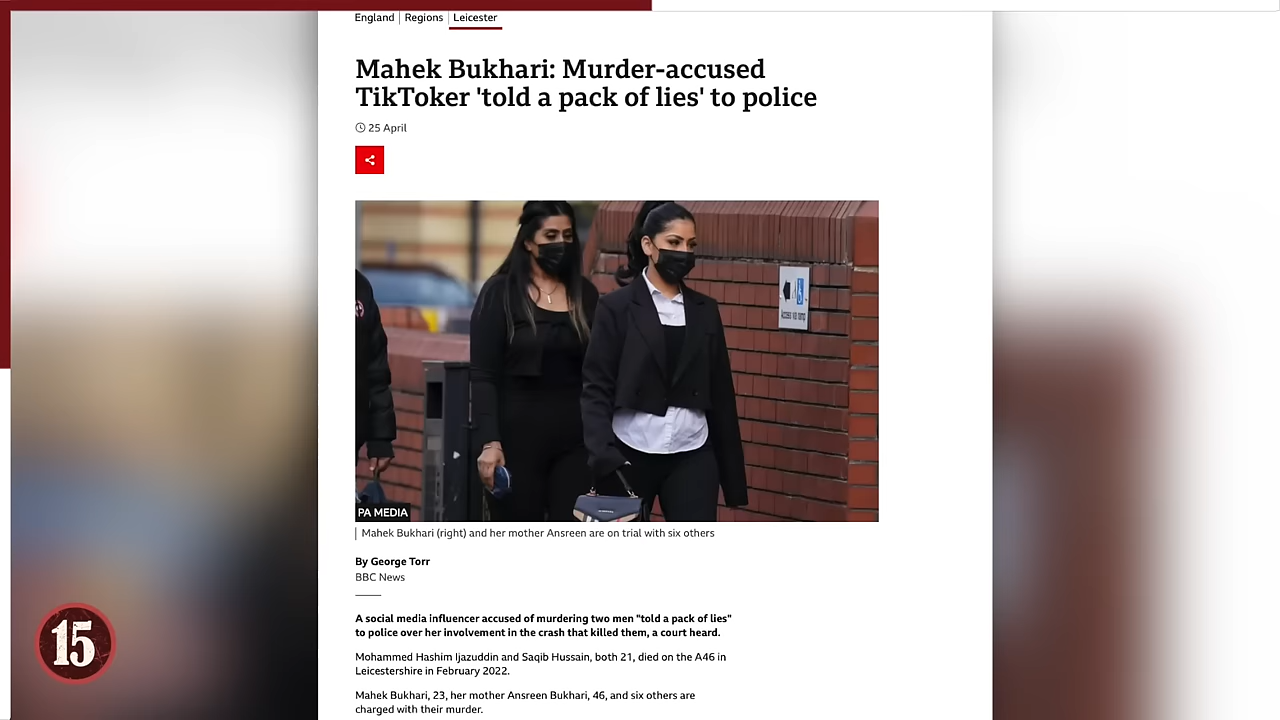 England | Regions | Leicester
Mahek Bukhari: Murder-accused
TikToker 'told a pack of lies' to police
25 April
Access via ramp
PA MEDIA
Mahek Bukhari (right) and her mother Ansreen are on trial with six others
By George Torr
BBC News
A social media influencer accused of murdering two men "told a pack of lies"
to police over her involvement in the crash that killed them, a court heard.
Mohammed Hashim Ijazuddin and Saqib Hussain, both 21, died on the A46 in
Leicestershire in February 2022.
Mahek Bukhari, 23, her mother Ansreen Bukhari, 46, and six others are
charged with their murder.
15